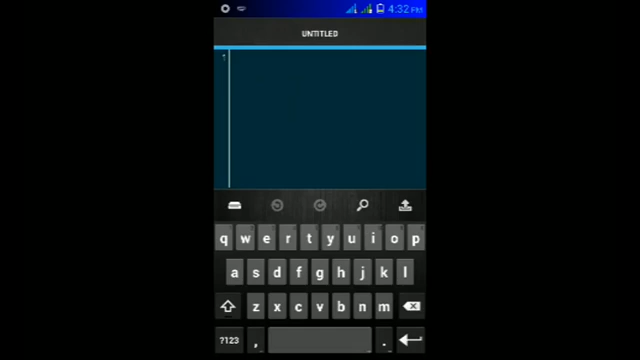 4:32 PM
UNTITLED
1
q w e r t y u i o p
a s d f g h j k l
z x c v b n m
?123 , .